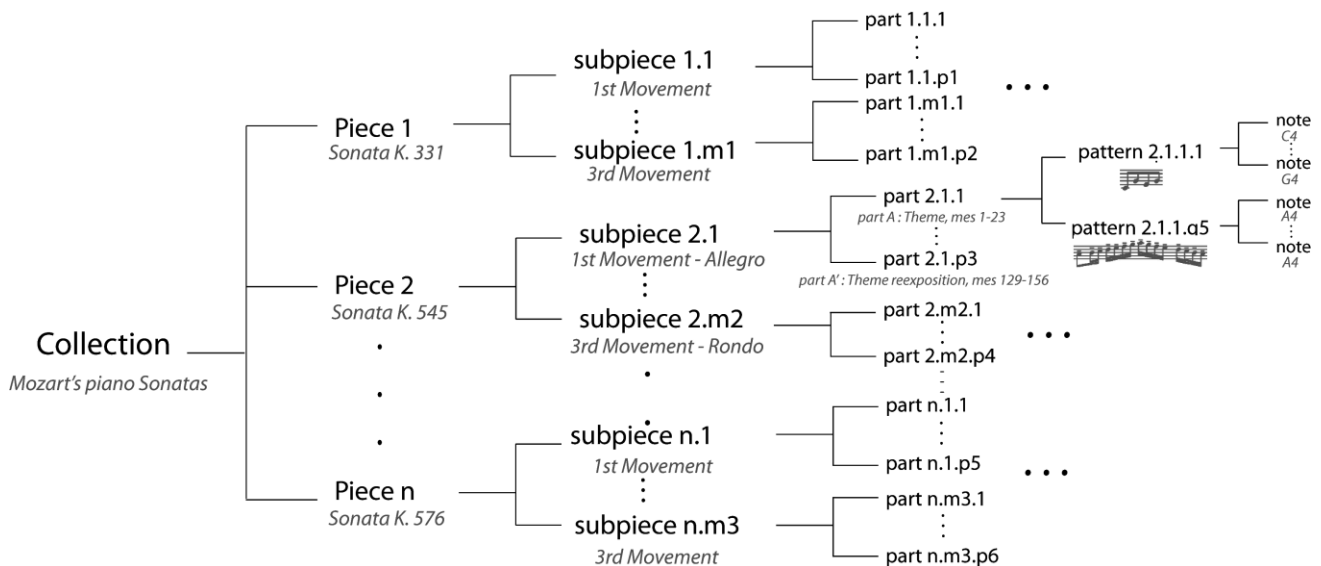 Collection
Mozart's piano Sonatas
Piece 1
Sonata K. 331
Piece 2
Sonata K. 545
Piece n
Sonata K. 576
subpiece 1.1
1st Movement
subpiece 1.m1
3rd Movement
subpiece 2.1
1st Movement - Allegro
subpiece 2.m2
3rd Movement - Rondo
subpiece n.1
1st Movement
subpiece n.m3
3rd Movement
part 1.1.1
part 1.1.p1
part 1.m1.1
part 1.m1.p2
part 2.1.1
part A : Theme, mes 1-23
part 2.1.p3
part A' : Theme reexposition, mes 129-156
part 2.m2.1
part 2.m2.p4
part n.1.1
part n.1.p5
part n.m3.1
part n.m3.p6
pattern 2.1.1.1
pattern 2.1.1.q5
note
C4
note
G4
note
A4
note
A4